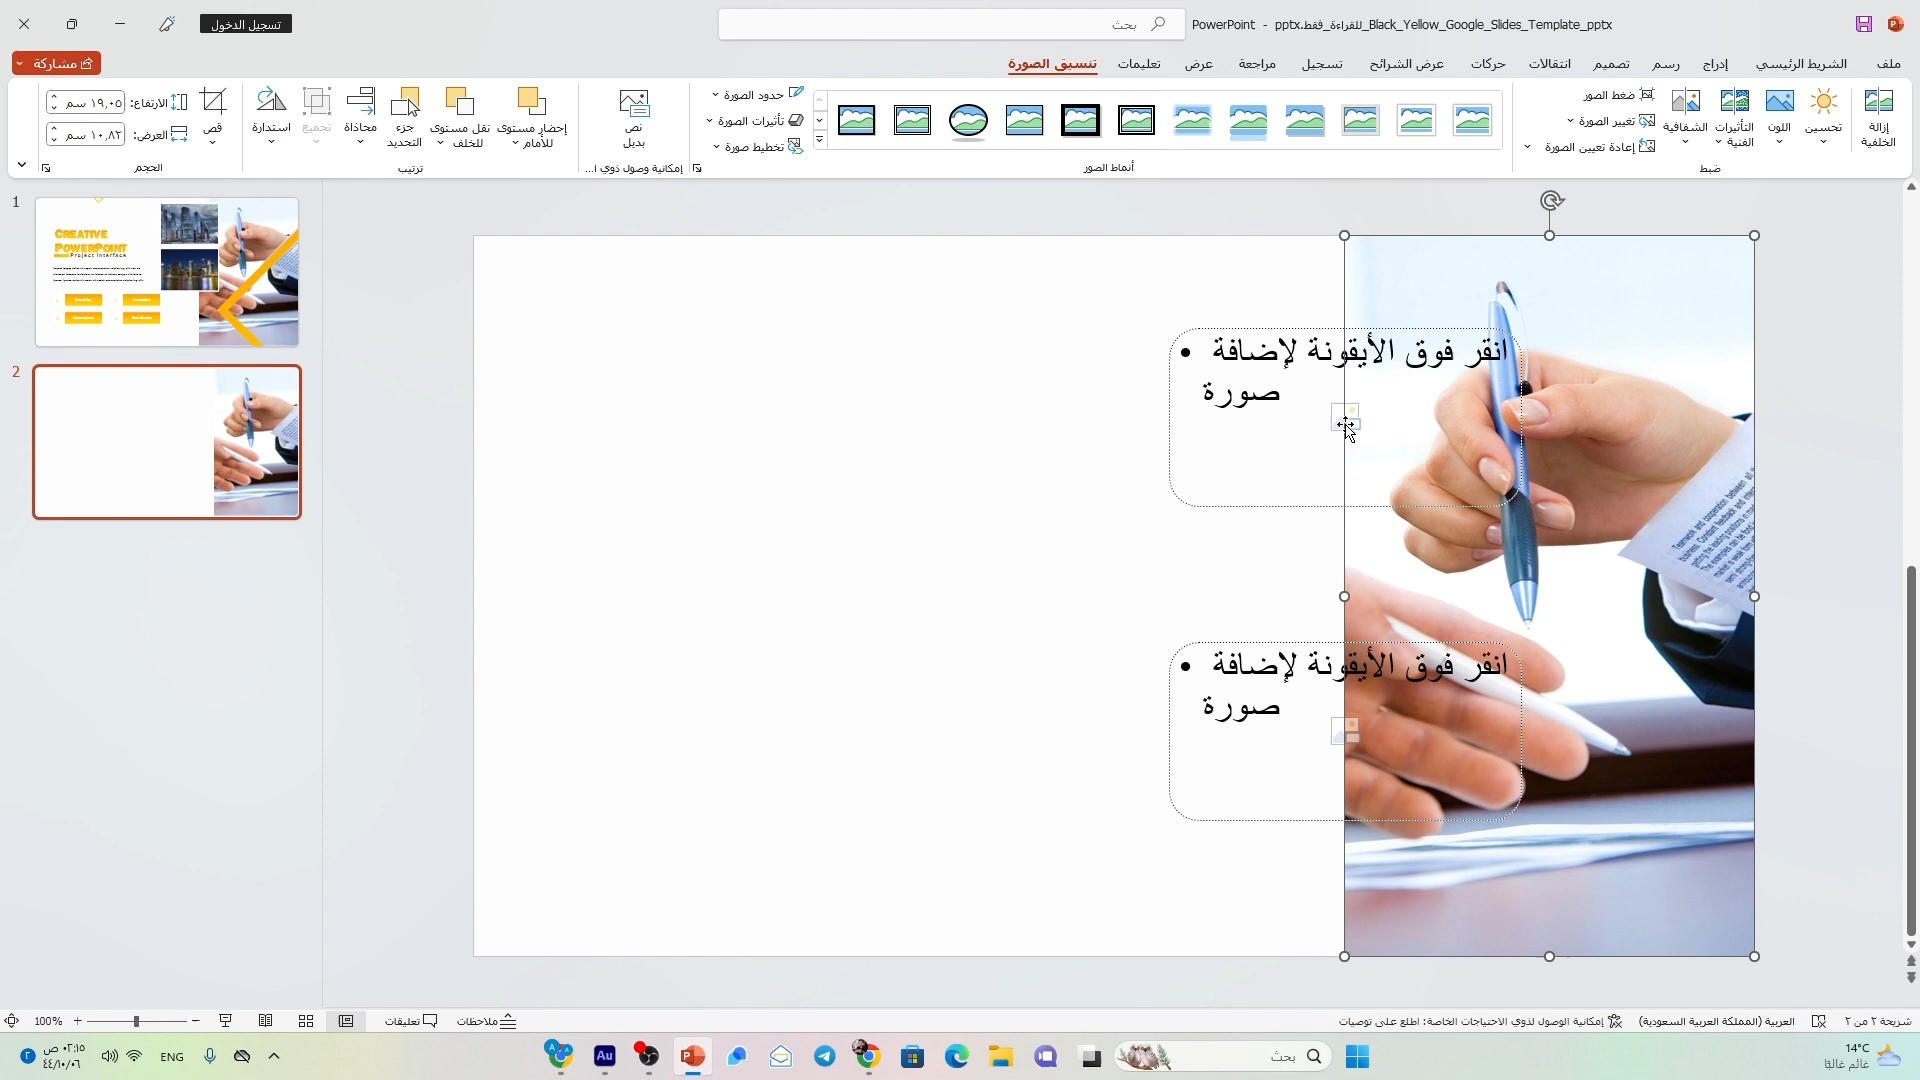 تسجيل الدخول
بحث
Black_Yellow_Google_Slides_Template_pptx_للقراءة_فقط.pptx - PowerPoint
ملف
الشريط الرئيسي
إدراج
رسم
تصميم
انتقالات
حركات
عرض الشرائح
تسجيل
مراجعة
عرض
تعليمات
تنسيق الصورة
مشاركة
إزالة الخلفية
تحسين
اللون
التأثيرات الفنية
الشفافية
ضغط الصور
تغيير الصورة
إعادة تعيين الصورة
ضبط
أنماط الصور
حدود الصورة
تأثيرات الصورة
تخطيط صورة
نص بديل
إمكانية وصول ذوي ا...
إحضار مستوى للأمام
نقل مستوى للخلف
جزء التحديد
محاذاة
تجميع
استدارة
ترتيب
قص
الارتفاع: ١٩,٠٥ سم
العرض: ١٠,٨٢ سم
الحجم
1
CREATIVE
POWERPOINT
Project Interface
2
• انقر فوق الأيقونة لإضافة
صورة
• انقر فوق الأيقونة لإضافة
صورة
شريحة ٢ من ٢
العربية (المملكة العربية السعودية)
إمكانية الوصول لذوي الاحتياجات الخاصة: اطلع على توصيات
ملاحظات
تعليقات
100%
14°C
غائم غالبًا
بحث
Au
ENG
٠٢:١٥ ص
٤٤/١٠/٠٦